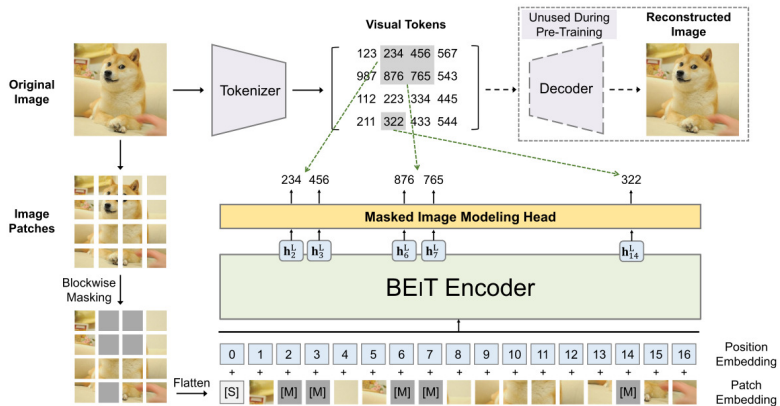 Original
Image
Tokenizer
Visual Tokens
123 234 456 567
987 876 765 543
112 223 334 445
211 322 433 544
Unused During
Pre-Training
Reconstructed
Image
Decoder
Image
Patches
234 456 876 765 322
Masked Image Modeling Head
h₂ᴸ h₃ᴸ h₆ᴸ h₇ᴸ h₁₄ᴸ
BEiT Encoder
Blockwise
Masking
0 1 2 3 4 5 6 7 8 9 10 11 12 13 14 15 16
Position
Embedding
+ + + + + + + + + + + + + + + + +
Flatten
[S] [M] [M] [M] [M] [M]
Patch
Embedding